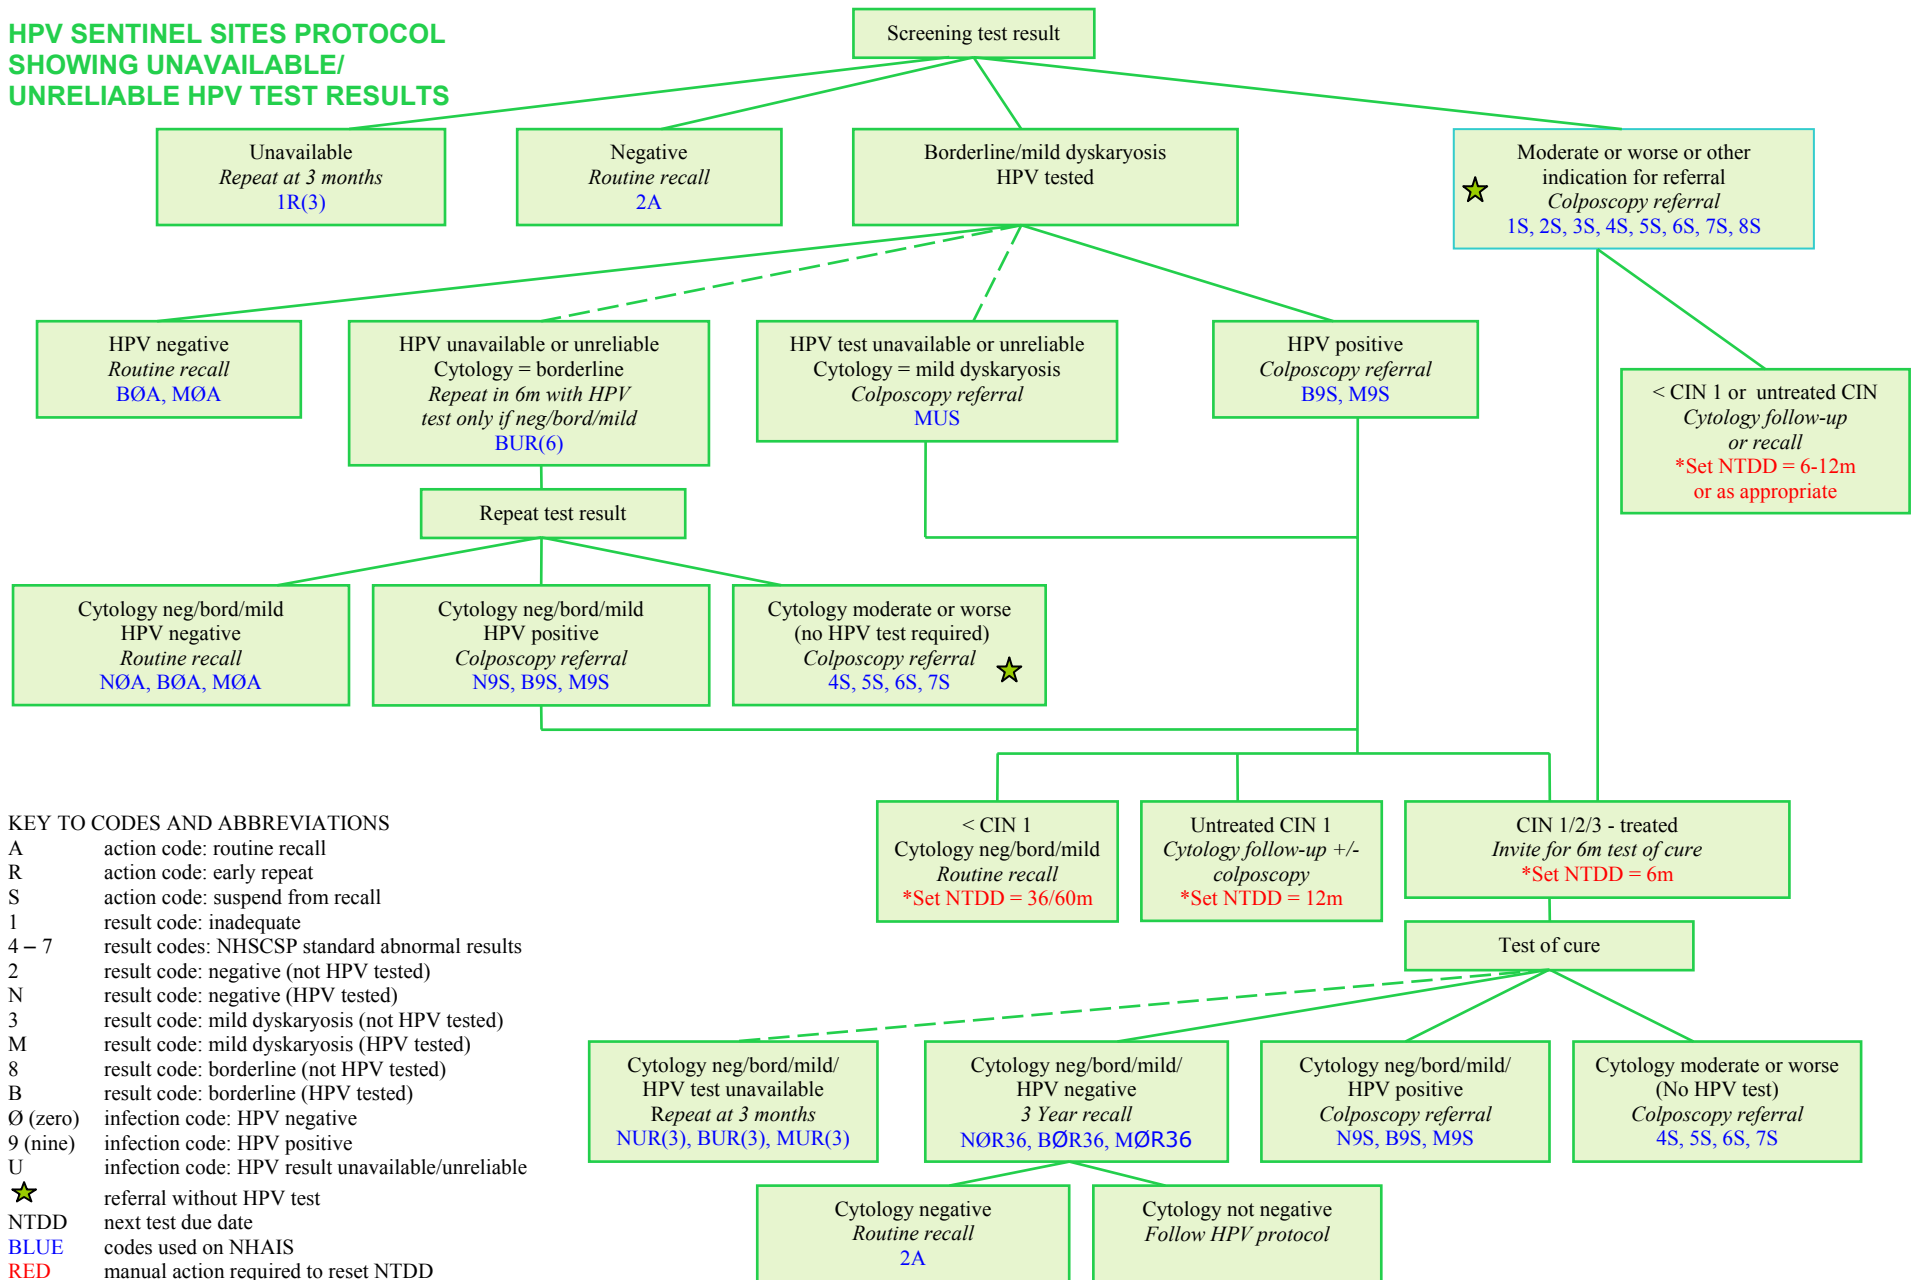 HPV SENTINEL SITES PROTOCOL
SHOWING UNAVAILABLE/
UNRELIABLE HPV TEST RESULTS
Screening test result
Unavailable
Repeat at 3 months
1R(3)
Negative
Routine recall
2A
Borderline/mild dyskaryosis
HPV tested
Moderate or worse or other
indication for referral
Colposcopy referral
1S, 2S, 3S, 4S, 5S, 6S, 7S, 8S
HPV negative
Routine recall
BØA, MØA
HPV unavailable or unreliable
Cytology = borderline
Repeat in 6m with HPV
test only if neg/bord/mild
BUR(6)
HPV test unavailable or unreliable
Cytology = mild dyskaryosis
Colposcopy referral
MUS
HPV positive
Colposcopy referral
B9S, M9S
< CIN 1 or untreated CIN
Cytology follow-up
or recall
*Set NTDD = 6-12m
or as appropriate
Repeat test result
Cytology neg/bord/mild
HPV negative
Routine recall
NØA, BØA, MØA
Cytology neg/bord/mild
HPV positive
Colposcopy referral
N9S, B9S, M9S
Cytology moderate or worse
(no HPV test required)
Colposcopy referral
4S, 5S, 6S, 7S
< CIN 1
Cytology neg/bord/mild
Routine recall
*Set NTDD = 36/60m
Untreated CIN 1
Cytology follow-up +/-
colposcopy
*Set NTDD = 12m
CIN 1/2/3 - treated
Invite for 6m test of cure
*Set NTDD = 6m
Test of cure
Cytology neg/bord/mild/
HPV test unavailable
Repeat at 3 months
NUR(3), BUR(3), MUR(3)
Cytology neg/bord/mild/
HPV negative
3 Year recall
NØR36, BØR36, MØR36
Cytology neg/bord/mild/
HPV positive
Colposcopy referral
N9S, B9S, M9S
Cytology moderate or worse
(No HPV test)
Colposcopy referral
4S, 5S, 6S, 7S
Cytology negative
Routine recall
2A
Cytology not negative
Follow HPV protocol
KEY TO CODES AND ABBREVIATIONS
A action code: routine recall
R action code: early repeat
S action code: suspend from recall
1 result code: inadequate
4 – 7 result codes: NHSCSP standard abnormal results
2 result code: negative (not HPV tested)
N result code: negative (HPV tested)
3 result code: mild dyskaryosis (not HPV tested)
M result code: mild dyskaryosis (HPV tested)
8 result code: borderline (not HPV tested)
B result code: borderline (HPV tested)
Ø (zero) infection code: HPV negative
9 (nine) infection code: HPV positive
U infection code: HPV result unavailable/unreliable
referral without HPV test
NTDD next test due date
BLUE codes used on NHAIS
RED manual action required to reset NTDD